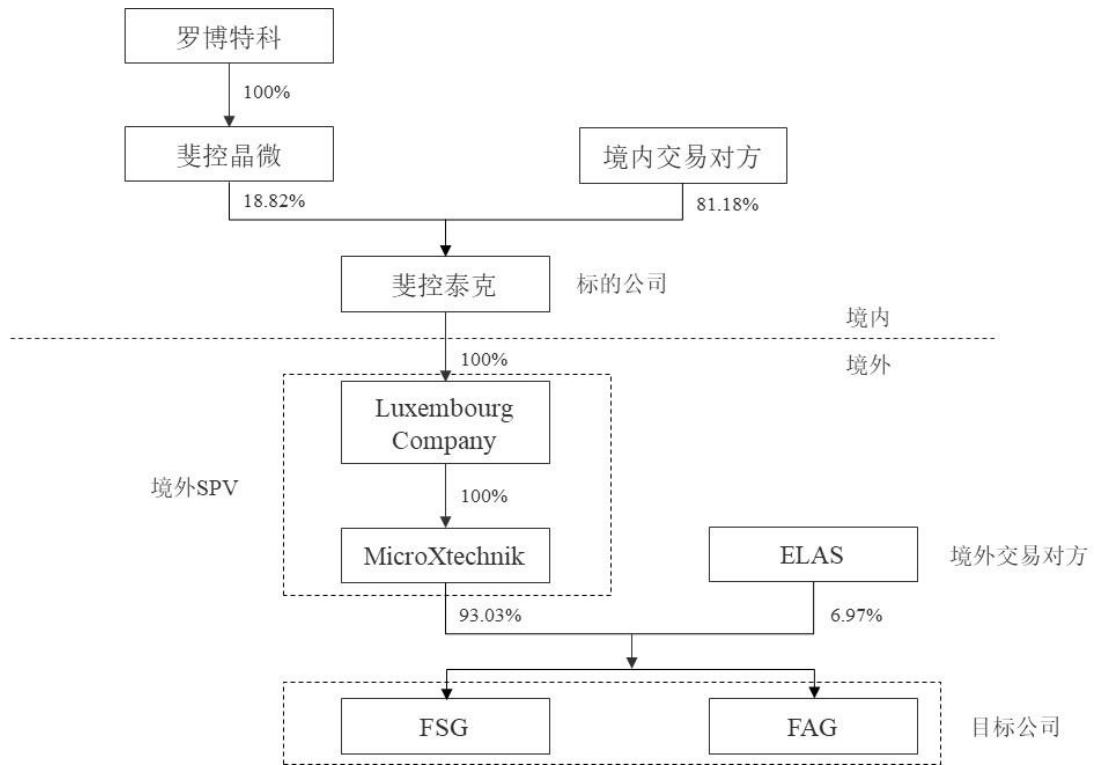 罗博特科
100%
斐控晶微
境内交易对方
18.82%
81.18%
斐控泰克
标的公司
境内
100%
境外
Luxembourg
Company
境外SPV
100%
MicroXtechnik
ELAS
境外交易对方
93.03%
6.97%
FSG
FAG
目标公司